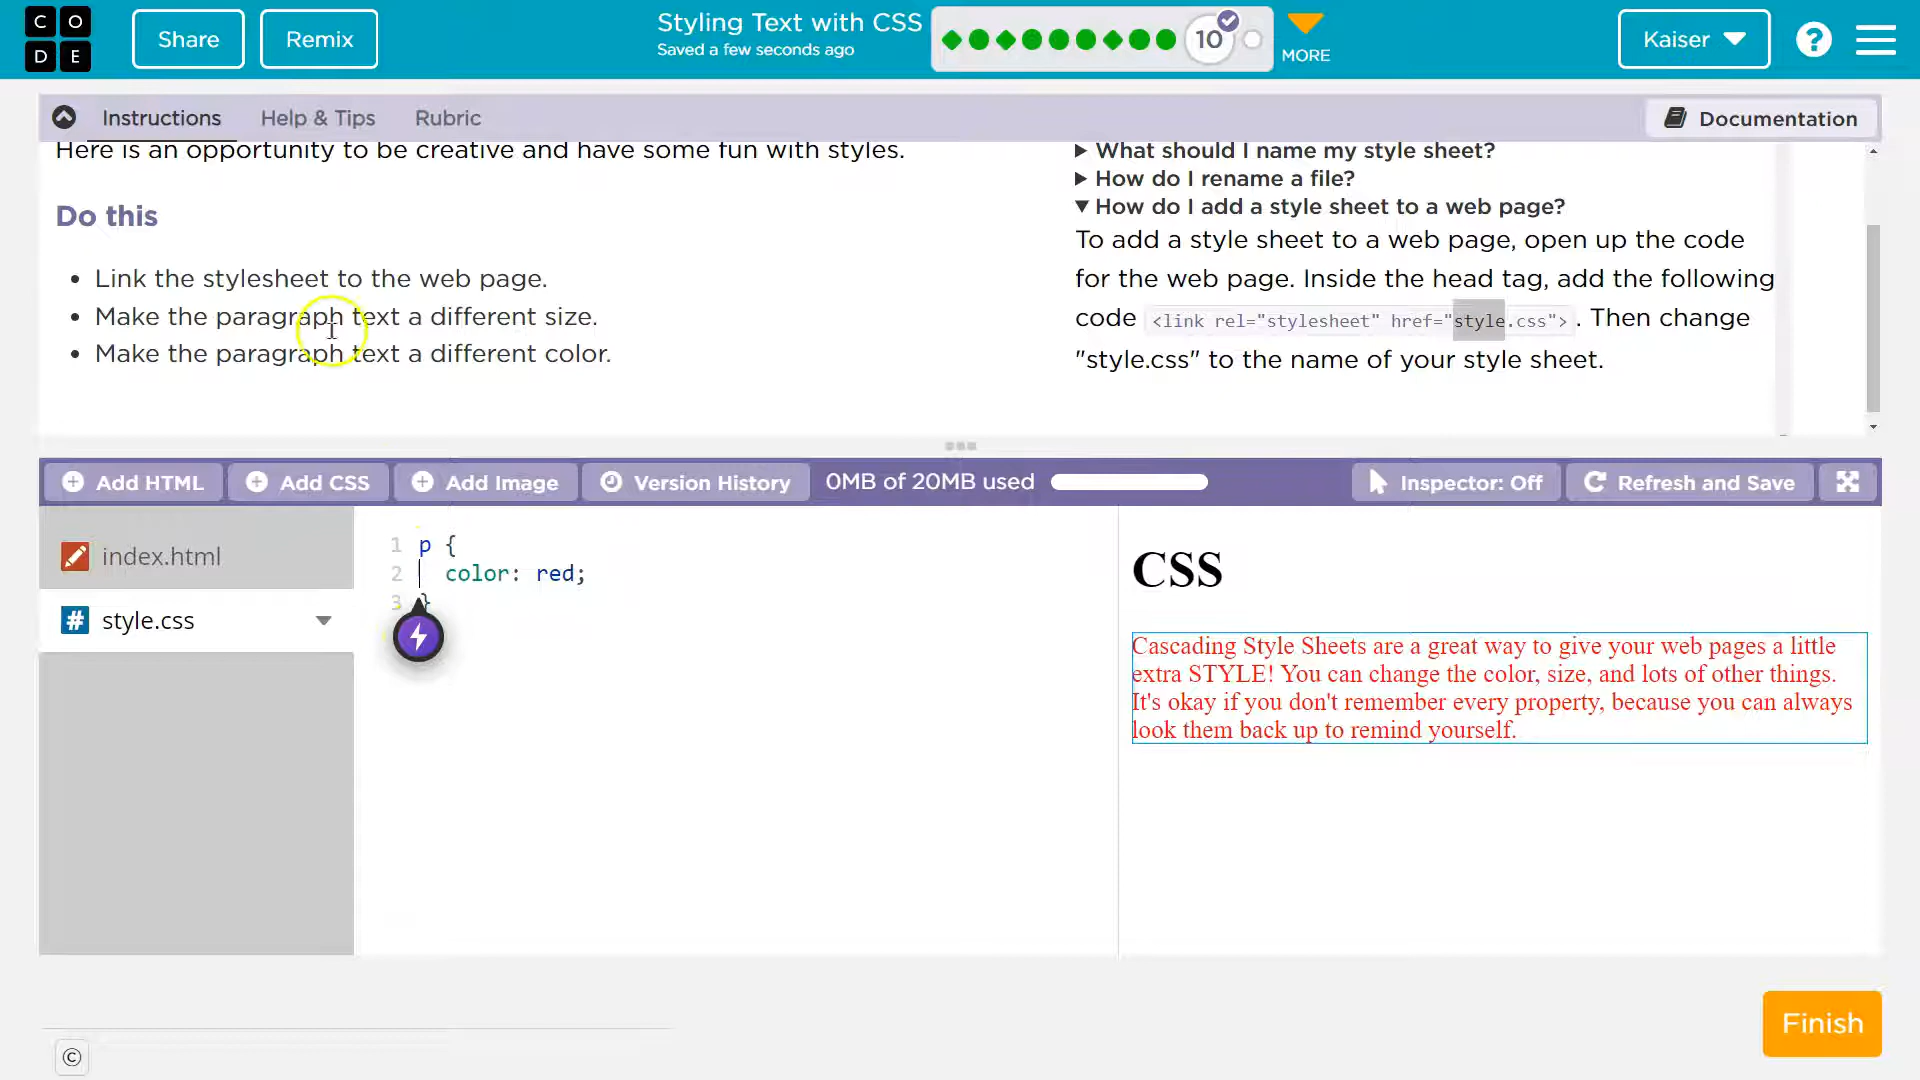 C O
D E
Share
Remix
Styling Text with CSS
Saved a few seconds ago
10
MORE
Kaiser
?
Instructions
Help & Tips
Rubric
Documentation
Here is an opportunity to be creative and have some fun with styles.
Do this
• Link the stylesheet to the web page.
• Make the paragraph text a different size.
• Make the paragraph text a different color.
What should I name my style sheet?
How do I rename a file?
How do I add a style sheet to a web page?
To add a style sheet to a web page, open up the code
for the web page. Inside the head tag, add the following
code <link rel="stylesheet" href="style.css"> . Then change
"style.css" to the name of your style sheet.
Add HTML
Add CSS
Add Image
Version History
0MB of 20MB used
Inspector: Off
Refresh and Save
index.html
# style.css
1 p {
2 color: red;
3 }
CSS
Cascading Style Sheets are a great way to give your web pages a little
extra STYLE! You can change the color, size, and lots of other things.
It's okay if you don't remember every property, because you can always
look them back up to remind yourself.
Finish
©